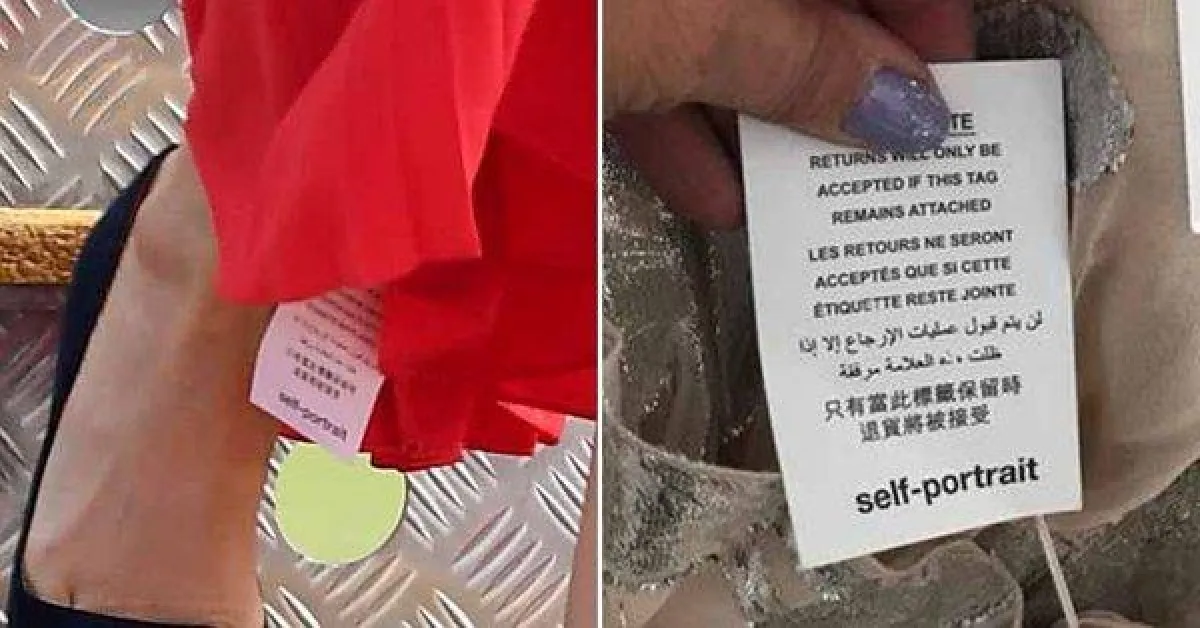 self-portrait
TE
RETURNS WILL ONLY BE
ACCEPTED IF THIS TAG
REMAINS ATTACHED
LES RETOURS NE SERONT
ACCEPTÉS QUE SI CETTE
ÉTIQUETTE RESTE JOINTE
لن يتم قبول عمليات الإرجاع إلا إذا
ظلت العلامة مرفقة
只有當此標籤保留時
退貨將被接受
self-portrait